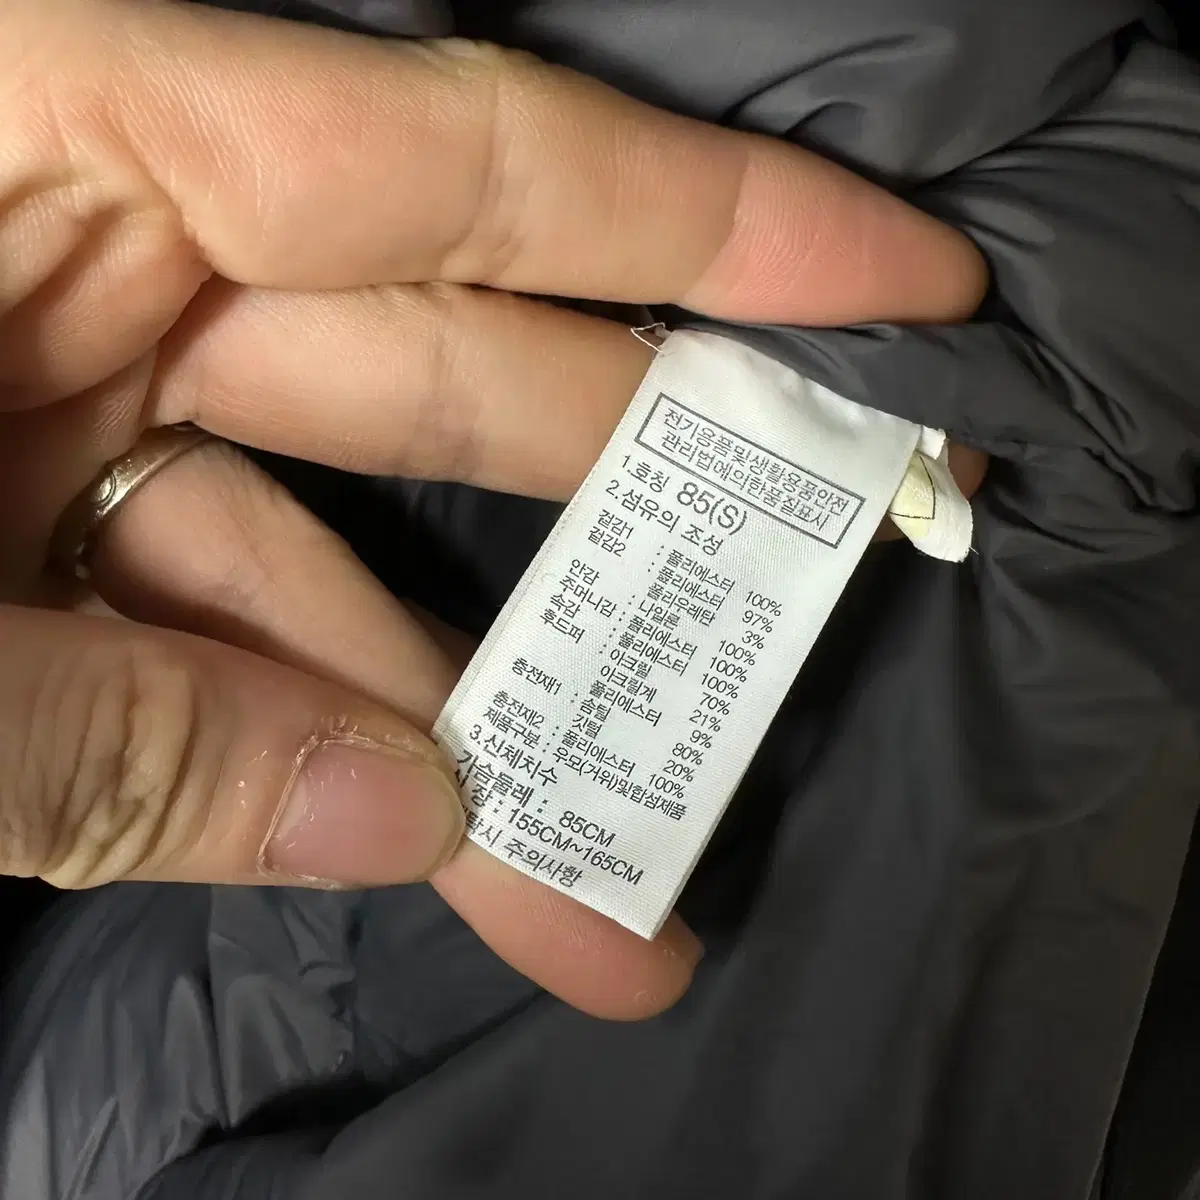 전기용품및생활용품안전
관리법에의한품질표시
1.호칭 85(S)
2.섬유의 조성
겉감1 : 폴리에스터 100%
겉감2 : 폴리에스터 97%
폴리우레탄 3%
안감 : 나일론 100%
주머니감 : 폴리에스터 100%
속감 : 폴리에스터 100%
후드퍼 : 아크릴 70%
아크릴계 21%
폴리에스터 9%
충전재1 : 솜털 80%
깃털 20%
충전재2 : 폴리에스터 100%
제품구분 : 우모(거위)및합성제품
3.신체치수
가슴둘레 : 85CM
장 : 155CM~165CM
시 주의사항